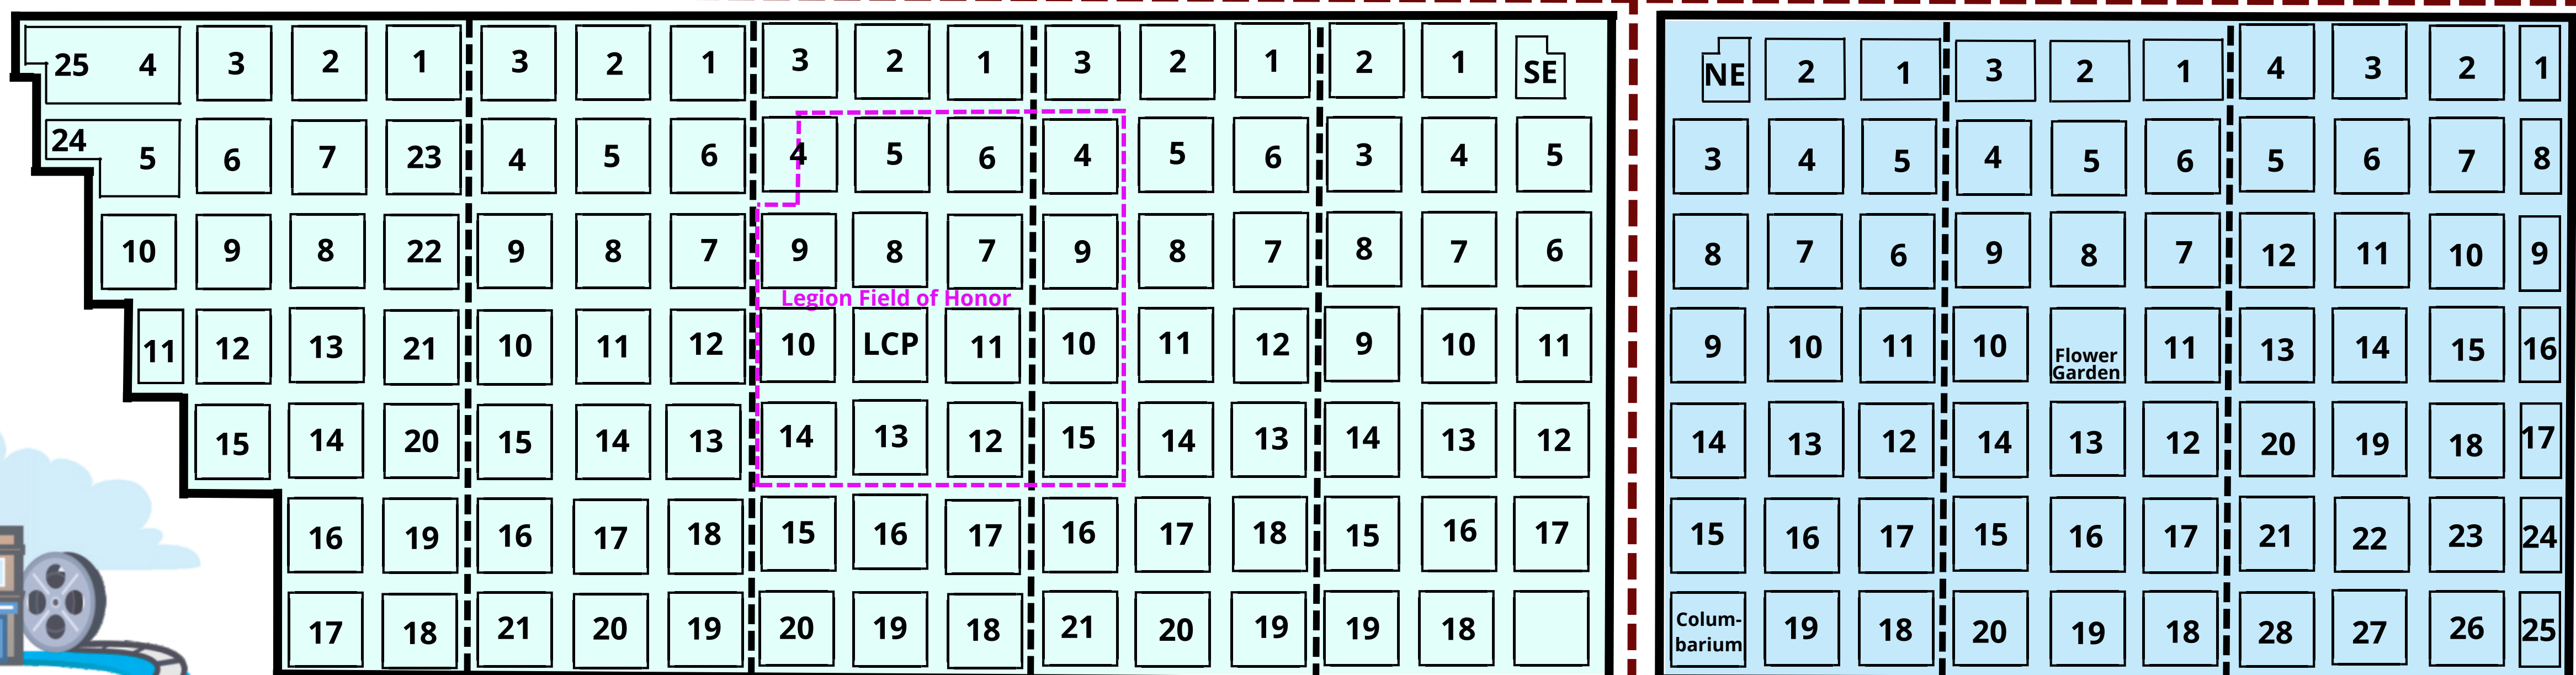 25 4 3 2 1 3 2 1 3 2 1 3 2 1 2 1 SE NE 2 1 3 2 1 4 3 2 1
24 5 6 7 23 4 5 6 4 5 6 4 5 6 3 4 5 3 4 5 4 5 6 5 6 7 8
10 9 8 22 9 8 7 9 8 7 9 8 7 8 7 6 8 7 6 9 8 7 12 11 10 9
Legion Field of Honor
11 12 13 21 10 11 12 10 LCP 11 10 11 12 9 10 11 9 10 11 10 Flower Garden 11 13 14 15 16
15 14 20 15 14 13 14 13 12 15 14 13 14 13 12 14 13 12 14 13 12 20 19 18 17
16 19 16 17 18 15 16 17 16 17 18 15 16 17 15 16 17 15 16 17 21 22 23 24
17 18 21 20 19 20 19 18 21 20 19 19 18 Colum-barium 19 18 20 19 18 28 27 26 25